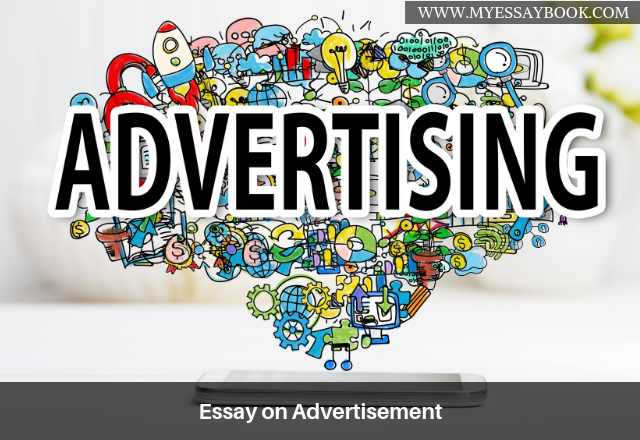 WWW.MYESSAYBOOK.COM
ADVERTISING
Essay on Advertisement